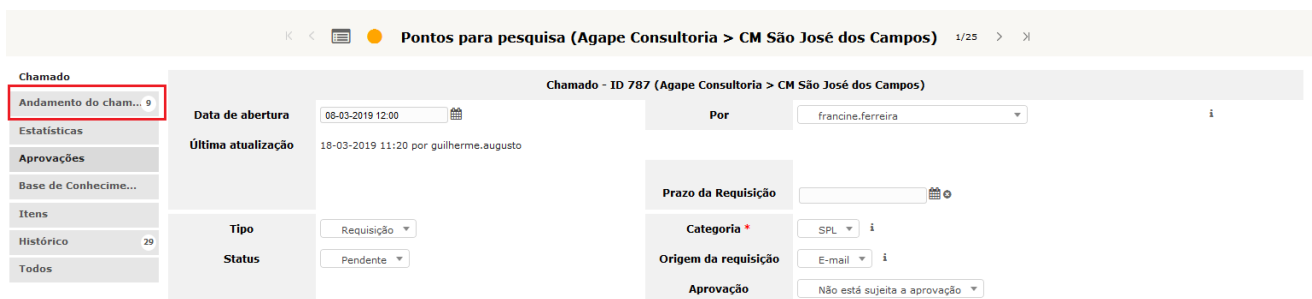 Pontos para pesquisa (Agape Consultoria > CM São José dos Campos) 1/25
Chamado
Andamento do cham... 9
Estatísticas
Aprovações
Base de Conhecime...
Itens
Histórico 29
Todos
Chamado - ID 787 (Agape Consultoria > CM São José dos Campos)
Data de abertura 08-03-2019 12:00 Por francine.ferreira i
Última atualização 18-03-2019 11:20 por guilherme.augusto
Prazo da Requisição
Tipo Requisição Categoria * SPL i
Status Pendente Origem da requisição E-mail i
Aprovação Não está sujeita a aprovação